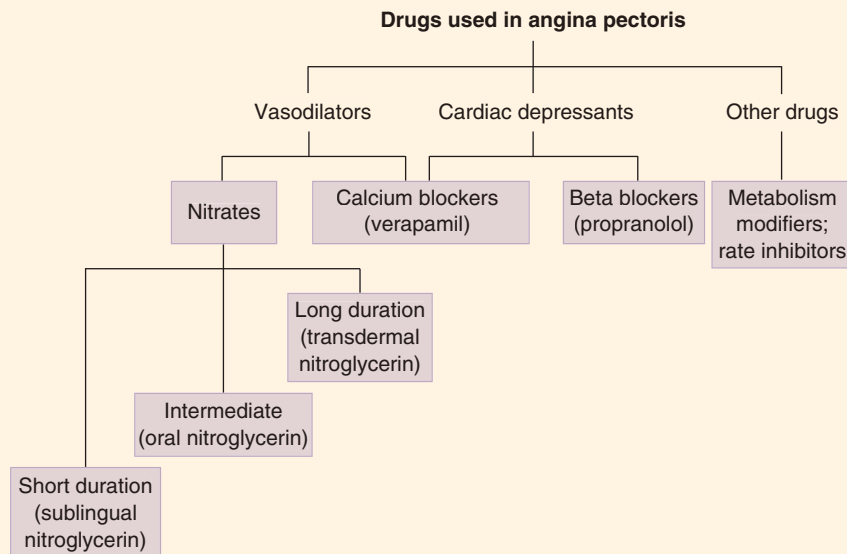 Drugs used in angina pectoris
Vasodilators
Cardiac depressants
Other drugs
Nitrates
Calcium blockers
(verapamil)
Beta blockers
(propranolol)
Metabolism
modifiers;
rate inhibitors
Long duration
(transdermal
nitroglycerin)
Intermediate
(oral nitroglycerin)
Short duration
(sublingual
nitroglycerin)